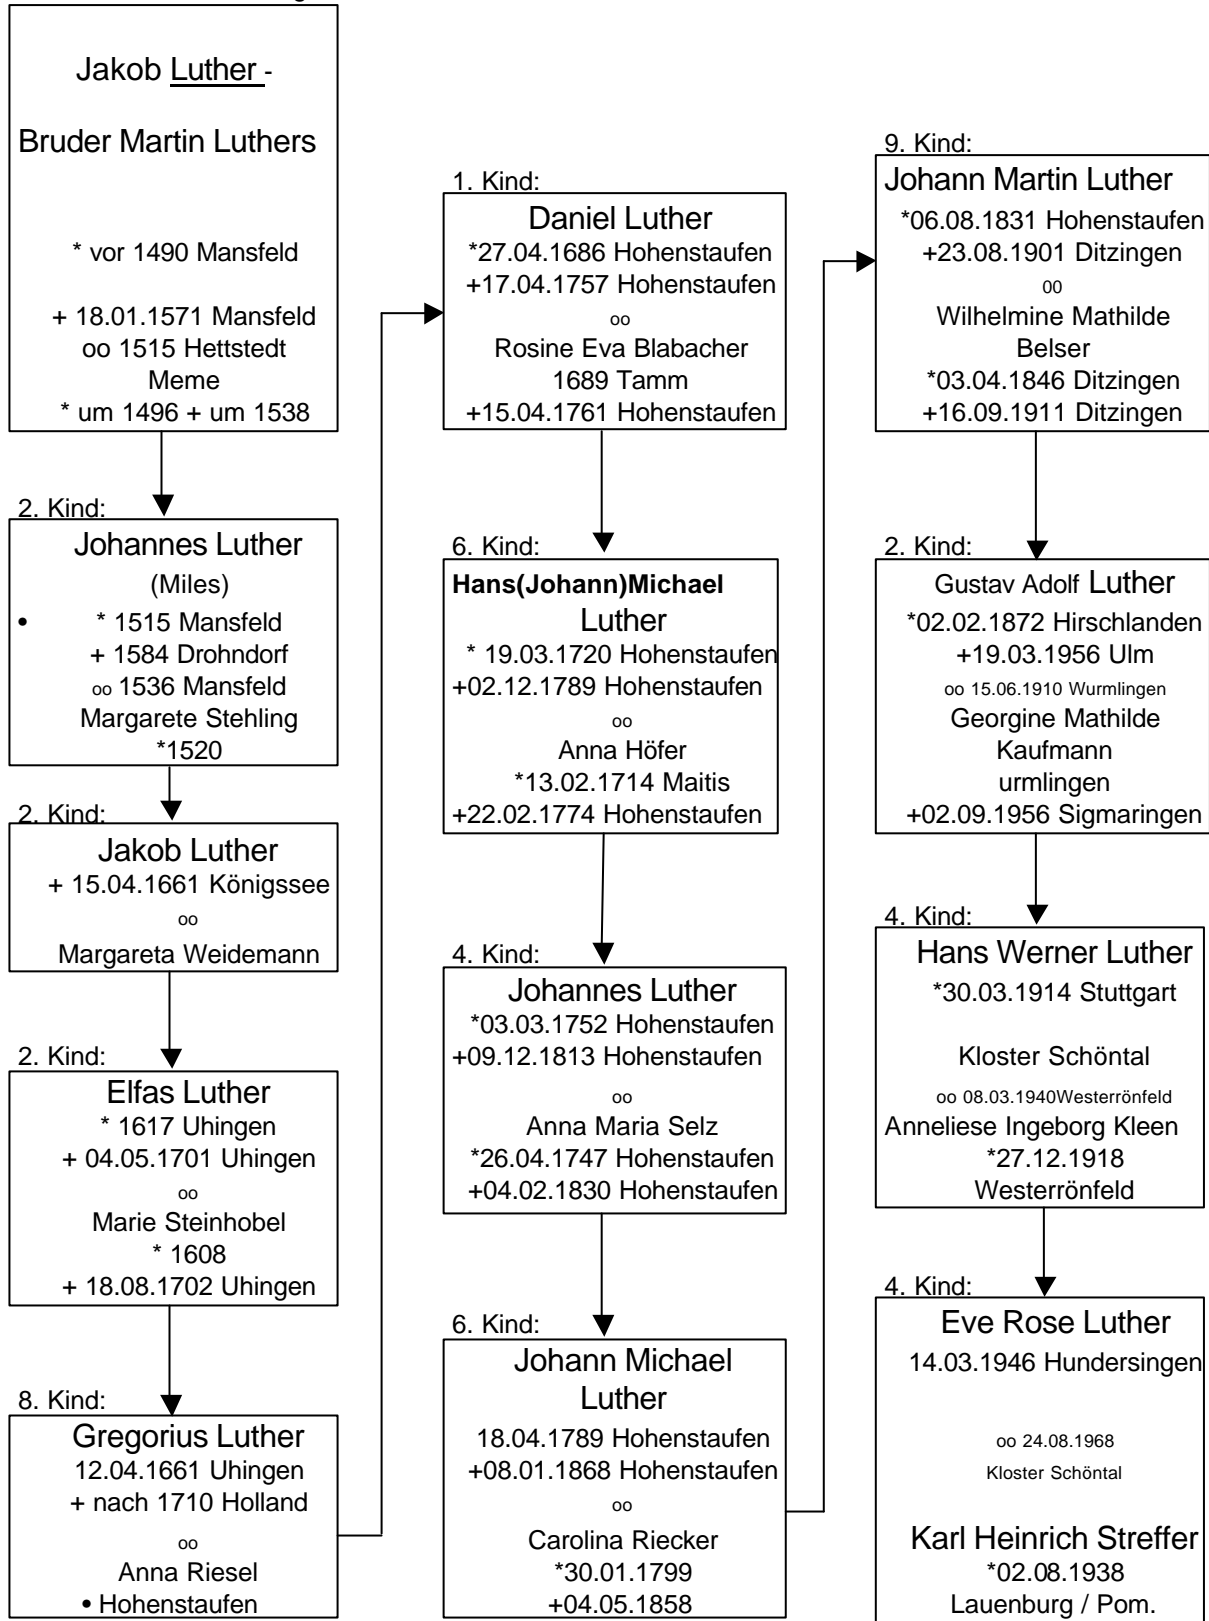 Jakob Luther -
Bruder Martin Luthers
* vor 1490 Mansfeld
+ 18.01.1571 Mansfeld
oo 1515 Hettstedt
Meme
* um 1496 + um 1538
2. Kind:
Johannes Luther
(Miles)
• * 1515 Mansfeld
+ 1584 Drohndorf
oo 1536 Mansfeld
Margarete Stehling
*1520
2. Kind:
Jakob Luther
+ 15.04.1661 Königssee
oo
Margareta Weidemann
2. Kind:
Elfas Luther
* 1617 Uhingen
+ 04.05.1701 Uhingen
oo
Marie Steinhobel
* 1608
+ 18.08.1702 Uhingen
8. Kind:
Gregorius Luther
12.04.1661 Uhingen
+ nach 1710 Holland
oo
Anna Riesel
• Hohenstaufen
1. Kind:
Daniel Luther
*27.04.1686 Hohenstaufen
+17.04.1757 Hohenstaufen
oo
Rosine Eva Blabacher
1689 Tamm
+15.04.1761 Hohenstaufen
6. Kind:
Hans(Johann)Michael
Luther
* 19.03.1720 Hohenstaufen
+02.12.1789 Hohenstaufen
oo
Anna Höfer
*13.02.1714 Maitis
+22.02.1774 Hohenstaufen
4. Kind:
Johannes Luther
*03.03.1752 Hohenstaufen
+09.12.1813 Hohenstaufen
oo
Anna Maria Selz
*26.04.1747 Hohenstaufen
+04.02.1830 Hohenstaufen
6. Kind:
Johann Michael
Luther
18.04.1789 Hohenstaufen
+08.01.1868 Hohenstaufen
oo
Carolina Riecker
*30.01.1799
+04.05.1858
9. Kind:
Johann Martin Luther
*06.08.1831 Hohenstaufen
+23.08.1901 Ditzingen
oo
Wilhelmine Mathilde
Belser
*03.04.1846 Ditzingen
+16.09.1911 Ditzingen
2. Kind:
Gustav Adolf Luther
*02.02.1872 Hirschlanden
+19.03.1956 Ulm
oo 15.06.1910 Wurmlingen
Georgine Mathilde
Kaufmann
urmlingen
+02.09.1956 Sigmaringen
4. Kind:
Hans Werner Luther
*30.03.1914 Stuttgart
Kloster Schöntal
oo 08.03.1940Westerrönfeld
Anneliese Ingeborg Kleen
*27.12.1918
Westerrönfeld
4. Kind:
Eve Rose Luther
14.03.1946 Hundersingen
oo 24.08.1968
Kloster Schöntal
Karl Heinrich Streffer
*02.08.1938
Lauenburg / Pom.